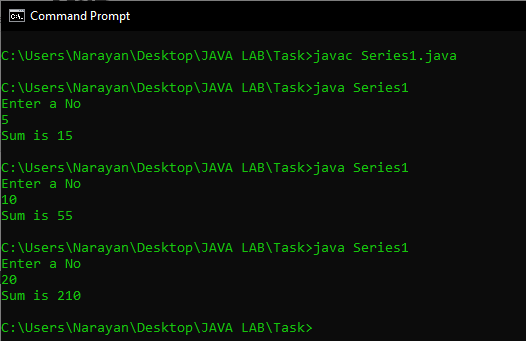 Command Prompt
C:\Users\Narayan\Desktop\JAVA LAB\Task>javac Series1.java
C:\Users\Narayan\Desktop\JAVA LAB\Task>java Series1
Enter a No
5
Sum is 15
C:\Users\Narayan\Desktop\JAVA LAB\Task>java Series1
Enter a No
10
Sum is 55
C:\Users\Narayan\Desktop\JAVA LAB\Task>java Series1
Enter a No
20
Sum is 210
C:\Users\Narayan\Desktop\JAVA LAB\Task>